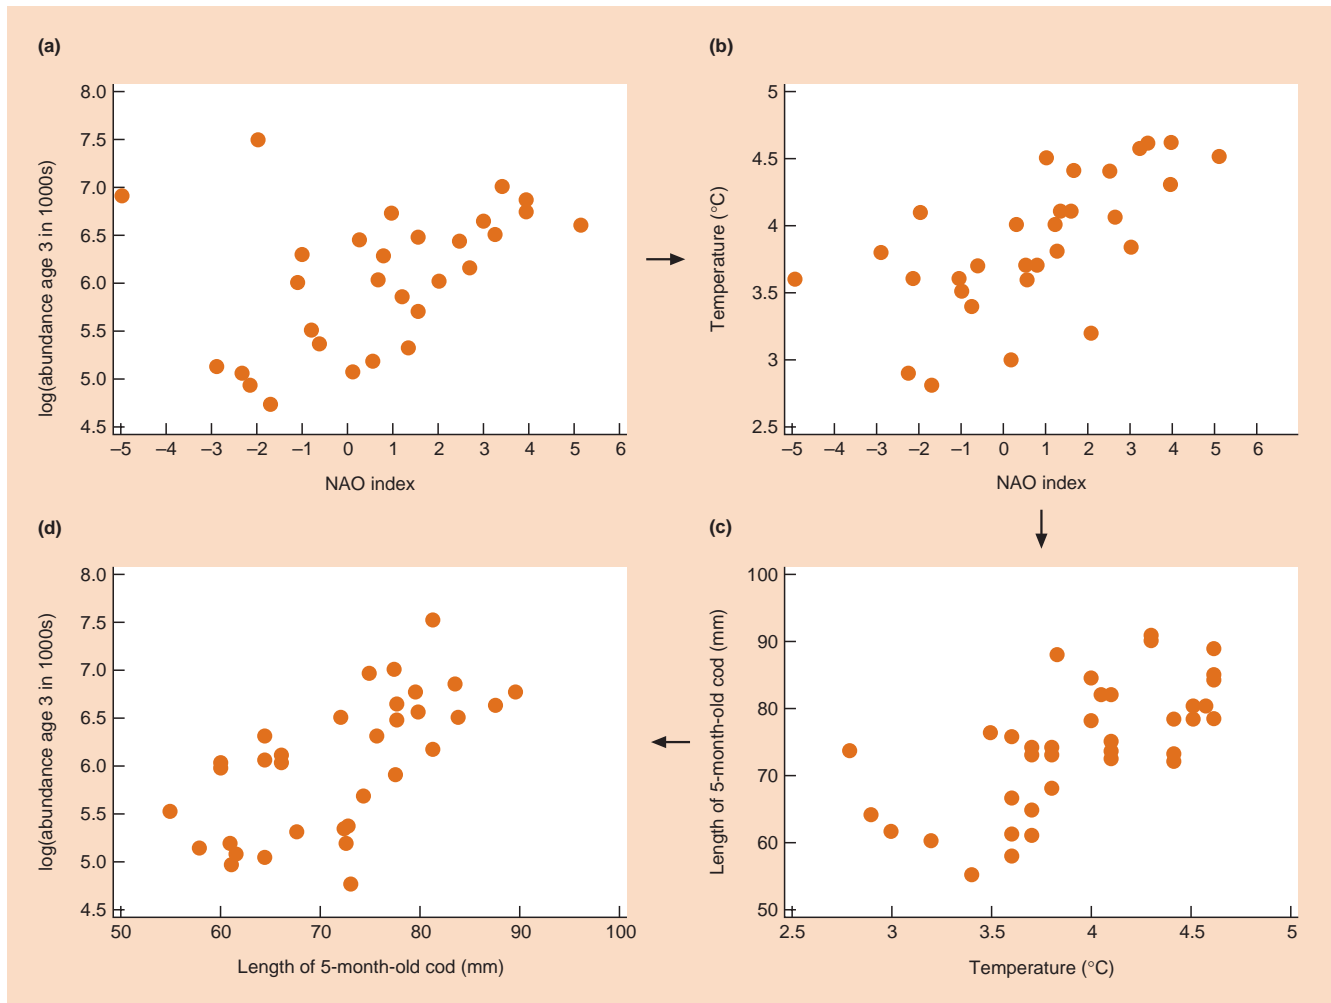 (a)
log(abundance age 3 in 1000s)
8.0
7.5
7.0
6.5
6.0
5.5
5.0
4.5
–5 –4 –3 –2 –1 0 1 2 3 4 5 6
NAO index
(b)
Temperature (°C)
5
4.5
4
3.5
3
2.5
–5 –4 –3 –2 –1 0 1 2 3 4 5 6
NAO index
(d)
log(abundance age 3 in 1000s)
8.0
7.5
7.0
6.5
6.0
5.5
5.0
4.5
50 60 70 80 90 100
Length of 5-month-old cod (mm)
(c)
Length of 5-month-old cod (mm)
100
90
80
70
60
50
2.5 3 3.5 4 4.5 5
Temperature (°C)